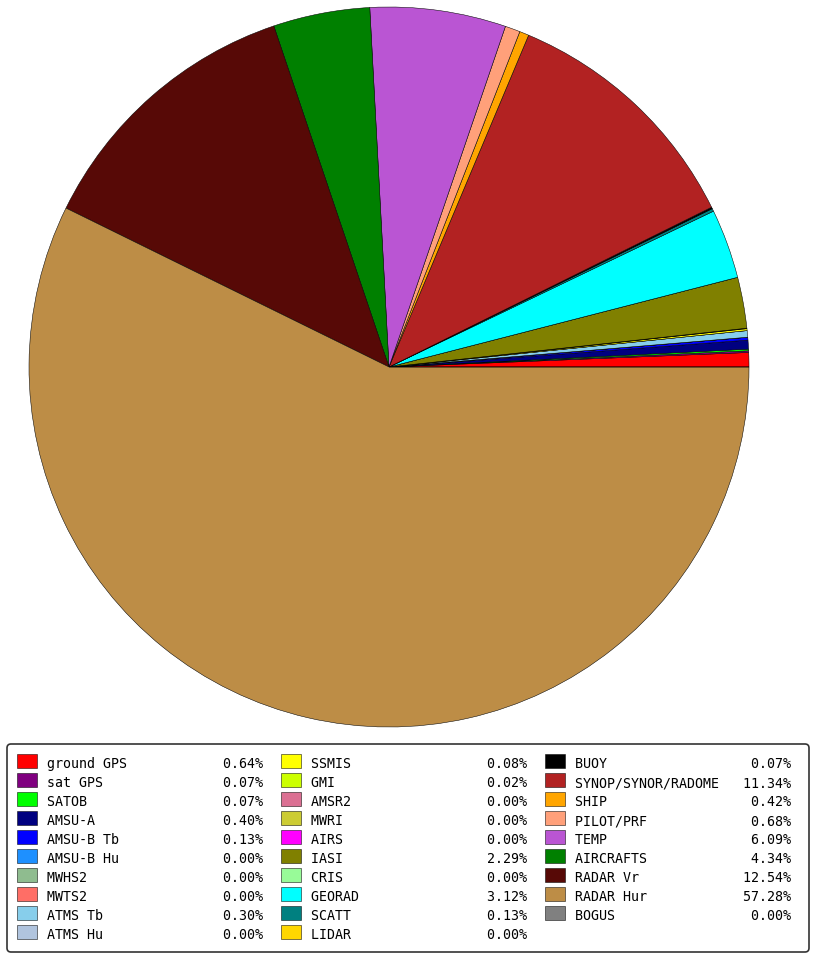 ground GPS 0.64%
sat GPS 0.07%
SATOB 0.07%
AMSU-A 0.40%
AMSU-B Tb 0.13%
AMSU-B Hu 0.00%
MWHS2 0.00%
MWTS2 0.00%
ATMS Tb 0.30%
ATMS Hu 0.00%
SSMIS 0.08%
GMI 0.02%
AMSR2 0.00%
MWRI 0.00%
AIRS 0.00%
IASI 2.29%
CRIS 0.00%
GEORAD 3.12%
SCATT 0.13%
LIDAR 0.00%
BUOY 0.07%
SYNOP/SYNOR/RADOME 11.34%
SHIP 0.42%
PILOT/PRF 0.68%
TEMP 6.09%
AIRCRAFTS 4.34%
RADAR Vr 12.54%
RADAR Hur 57.28%
BOGUS 0.00%